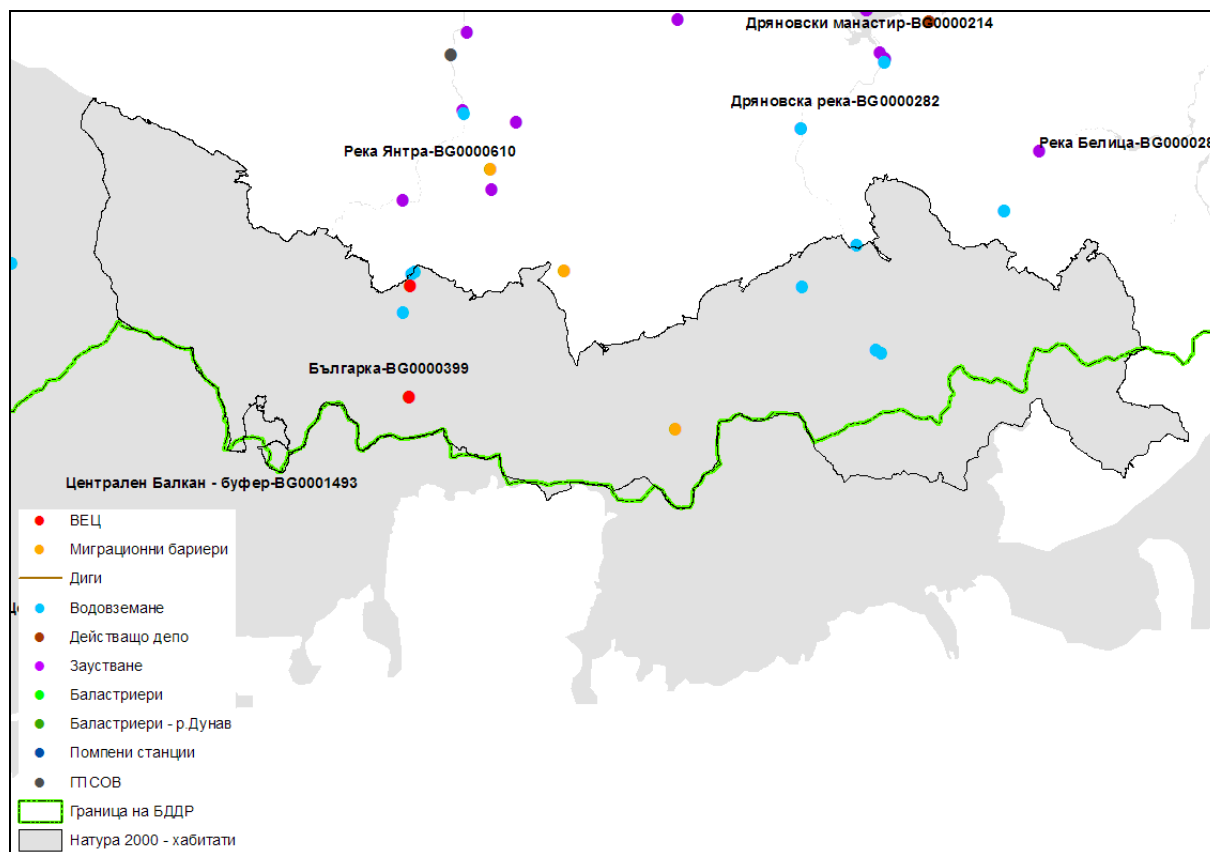 Дряновски манастир-BG0000214
Дряновска река-BG0000282
Река Янтра-BG0000610
Река Белица-BG000028
Българка-BG0000399
Централен Балкан - буфер-BG0001493
ВЕЦ
Миграционни бариери
Диги
Водовземане
Действащо депо
Заустване
Баластриери
Баластриери - р.Дунав
Помпени станции
ГПСОВ
Граница на БДДР
Натура 2000 - хабитати